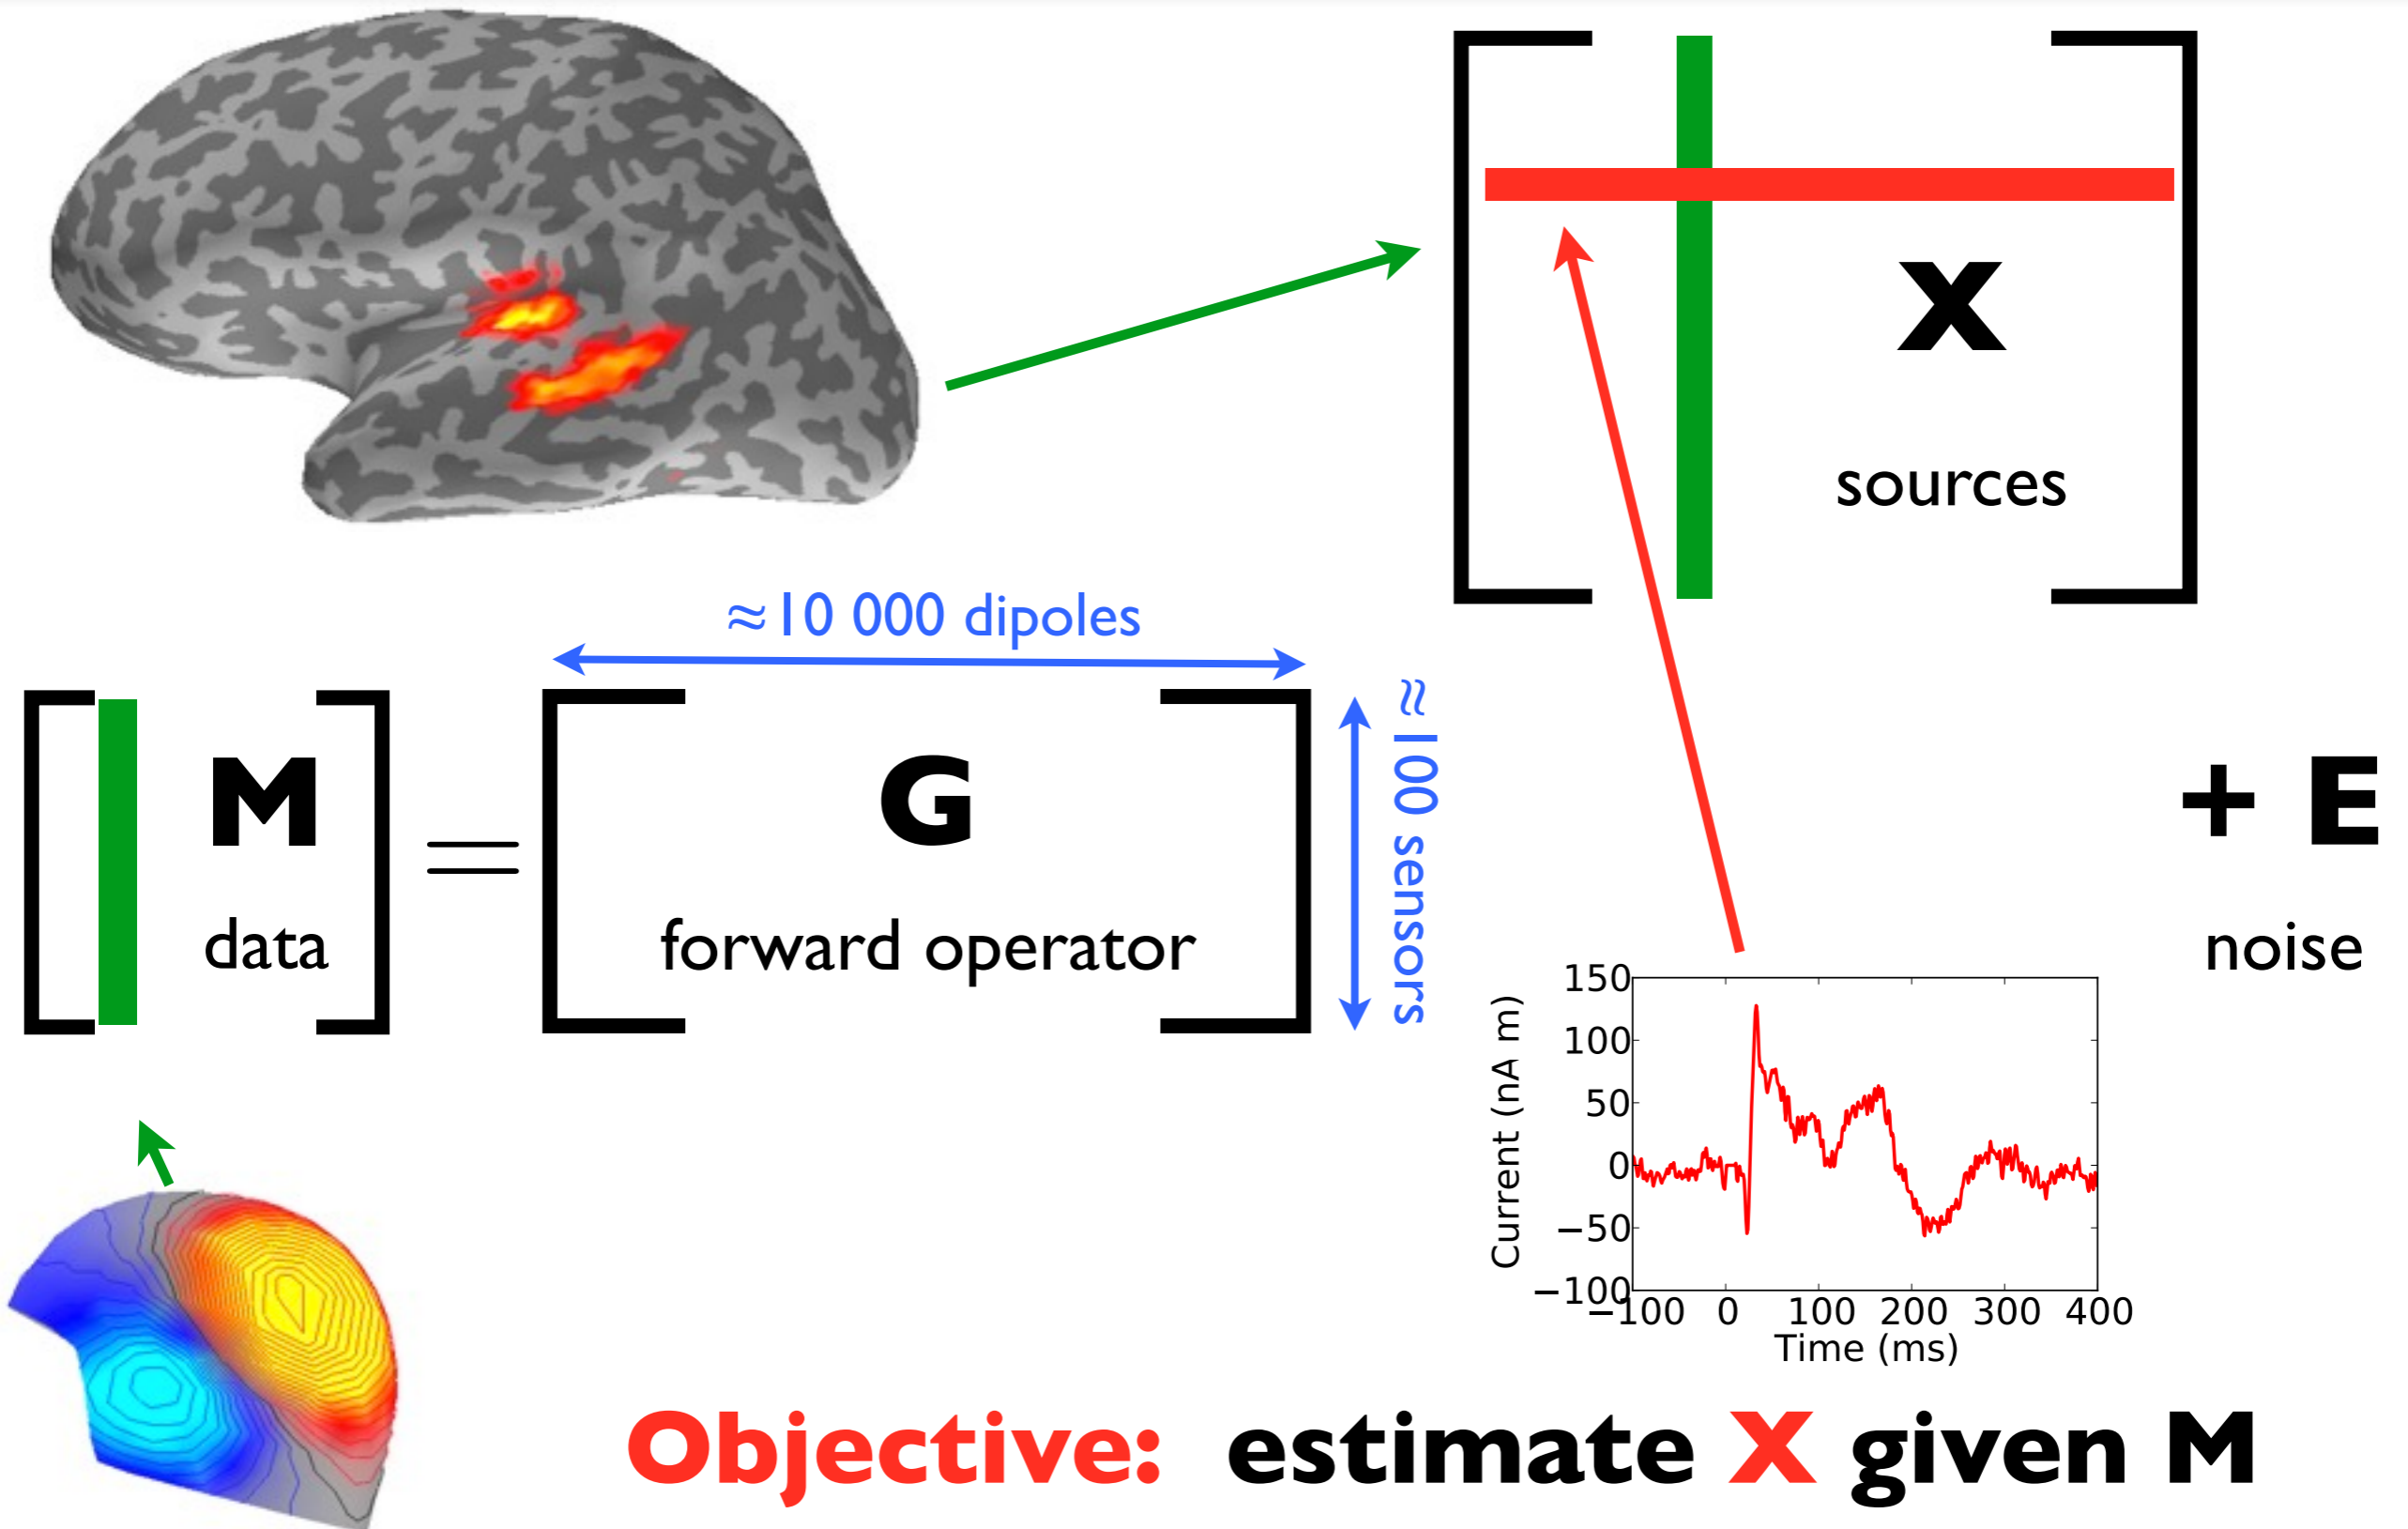 X
sources
≈10 000 dipoles
≈100 sensors
M
data
=
G
forward operator
+ E
noise
150
100
50
0
−50
−100
Current (nA m)
−100 0 100 200 300 400
Time (ms)
Objective: estimate X given M